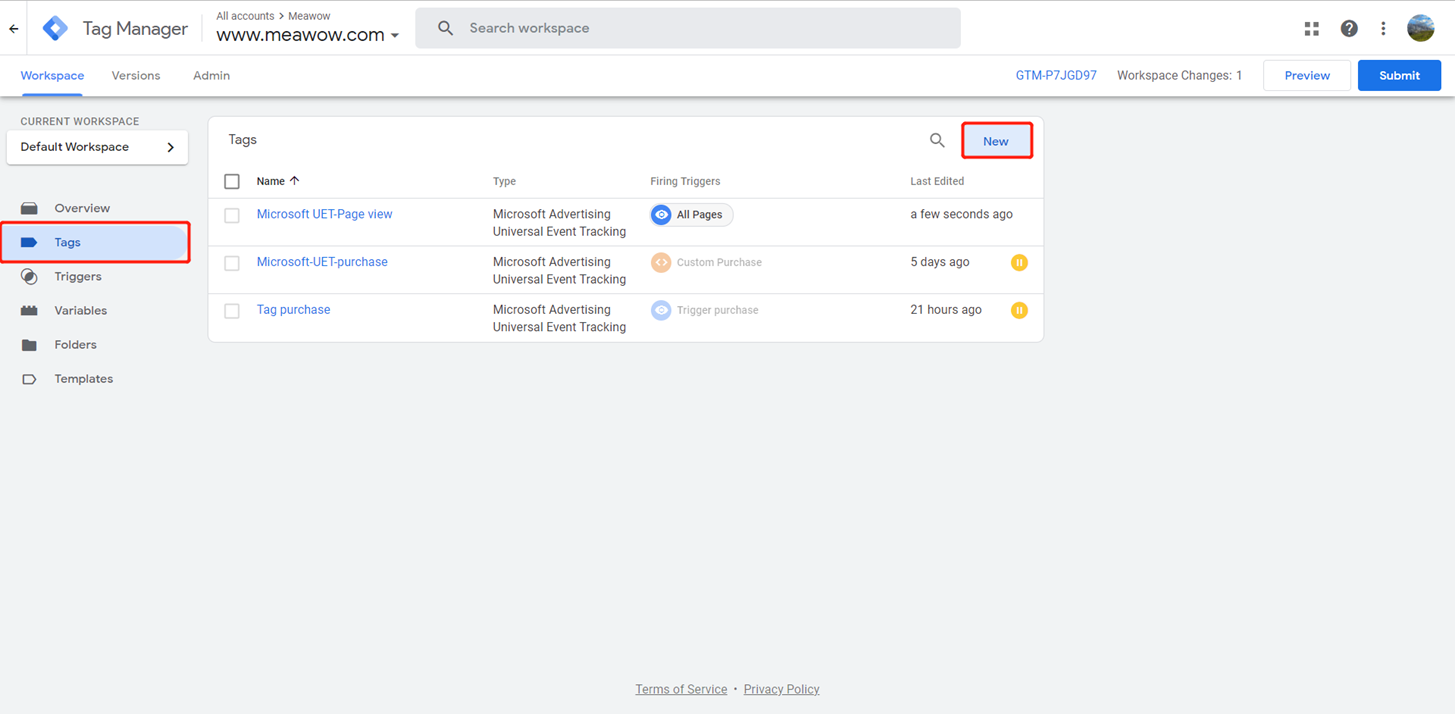 All accounts > Meawow
Tag Manager
www.meawow.com
Search workspace
Workspace
Versions
Admin
GTM-P7JGD97
Workspace Changes: 1
Preview
Submit
CURRENT WORKSPACE
Default Workspace
Overview
Tags
Triggers
Variables
Folders
Templates
Tags
New
Name
Type
Firing Triggers
Last Edited
Microsoft UET-Page view
Microsoft Advertising
Universal Event Tracking
All Pages
a few seconds ago
Microsoft-UET-purchase
Microsoft Advertising
Universal Event Tracking
Custom Purchase
5 days ago
Tag purchase
Microsoft Advertising
Universal Event Tracking
Trigger purchase
21 hours ago
Terms of Service · Privacy Policy